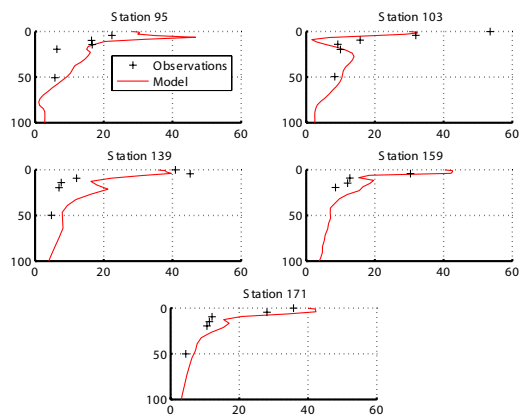 Station 95
Station 103
0
50
100
0 20 40 60
Observations
Model
0
50
100
0 20 40 60
Station 139
Station 159
0
50
100
0 20 40 60
0
50
100
0 20 40 60
Station 171
0
50
100
0 20 40 60